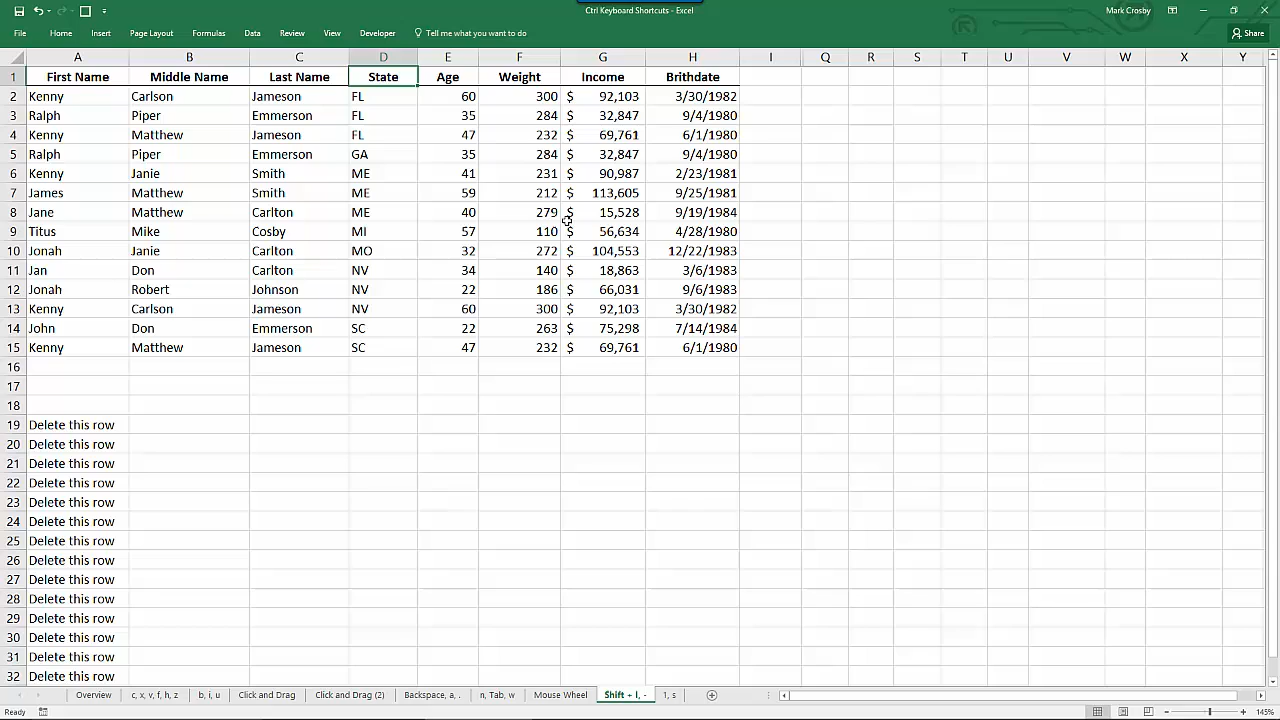 Ctrl Keyboard Shortcuts - Excel
Mark Crosby
File Home Insert Page Layout Formulas Data Review View Developer Tell me what you want to do Share
A B C D E F G H I Q R S T U V W X Y
1 First Name Middle Name Last Name State Age Weight Income Brithdate
2 Kenny Carlson Jameson FL 60 300 $ 92,103 3/30/1982
3 Ralph Piper Emmerson FL 35 284 $ 32,847 9/4/1980
4 Kenny Matthew Jameson FL 47 232 $ 69,761 6/1/1980
5 Ralph Piper Emmerson GA 35 284 $ 32,847 9/4/1980
6 Kenny Janie Smith ME 41 231 $ 90,987 2/23/1981
7 James Matthew Smith ME 59 212 $ 113,605 9/25/1981
8 Jane Matthew Carlton ME 40 279 $ 15,528 9/19/1984
9 Titus Mike Cosby MI 57 110 $ 56,634 4/28/1980
10 Jonah Janie Carlton MO 32 272 $ 104,553 12/22/1983
11 Jan Don Carlton NV 34 140 $ 18,863 3/6/1983
12 Jonah Robert Johnson NV 22 186 $ 66,031 9/6/1983
13 Kenny Carlson Jameson NV 60 300 $ 92,103 3/30/1982
14 John Don Emmerson SC 22 263 $ 75,298 7/14/1984
15 Kenny Matthew Jameson SC 47 232 $ 69,761 6/1/1980
16
17
18
19 Delete this row
20 Delete this row
21 Delete this row
22 Delete this row
23 Delete this row
24 Delete this row
25 Delete this row
26 Delete this row
27 Delete this row
28 Delete this row
29 Delete this row
30 Delete this row
31 Delete this row
32 Delete this row
Overview c, x, v, f, h, z b, i, u Click and Drag Click and Drag (2) Backspace, a, . n, Tab, w Mouse Wheel Shift + l, - 1, s
Ready 145%